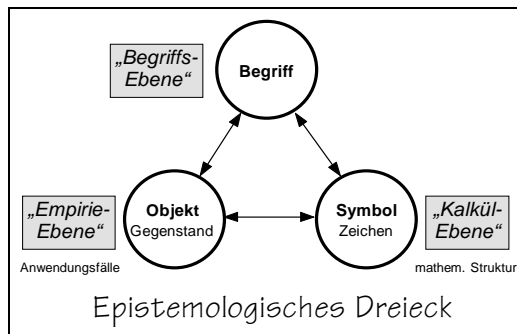 „Begriffs-
Ebene“
Begriff
„Empirie-
Ebene“
Objekt
Gegenstand
Symbol
Zeichen
„Kalkül-
Ebene“
Anwendungsfälle
mathem. Struktur
Epistemologisches Dreieck